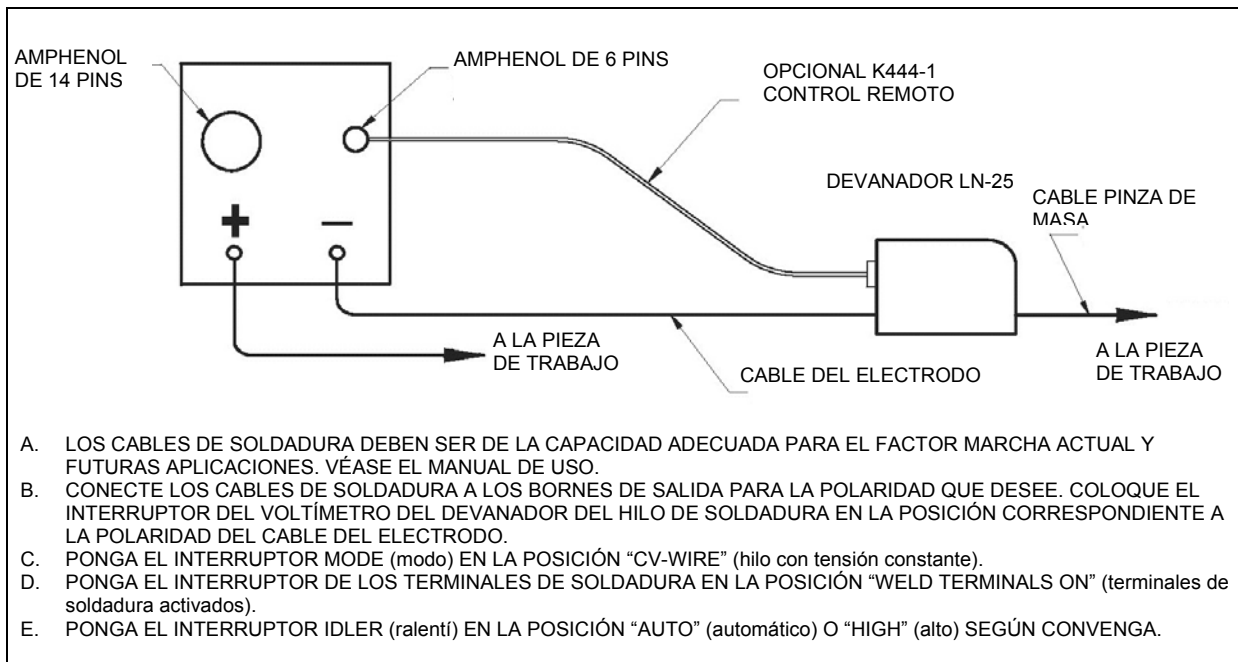 AMPHENOL
DE 14 PINS
AMPHENOL DE 6 PINS
OPCIONAL K444-1
CONTROL REMOTO
DEVANADOR LN-25
CABLE PINZA DE
MASA
+
−
A LA PIEZA
DE TRABAJO
CABLE DEL ELECTRODO
A LA PIEZA
DE TRABAJO
A. LOS CABLES DE SOLDADURA DEBEN SER DE LA CAPACIDAD ADECUADA PARA EL FACTOR MARCHA ACTUAL Y
FUTURAS APLICACIONES. VÉASE EL MANUAL DE USO.
B. CONECTE LOS CABLES DE SOLDADURA A LOS BORNES DE SALIDA PARA LA POLARIDAD QUE DESEE. COLOQUE EL
INTERRUPTOR DEL VOLTÍMETRO DEL DEVANADOR DEL HILO DE SOLDADURA EN LA POSICIÓN CORRESPONDIENTE A
LA POLARIDAD DEL CABLE DEL ELECTRODO.
C. PONGA EL INTERRUPTOR MODE (modo) EN LA POSICIÓN “CV-WIRE” (hilo con tensión constante).
D. PONGA EL INTERRUPTOR DE LOS TERMINALES DE SOLDADURA EN LA POSICIÓN “WELD TERMINALS ON” (terminales de
soldadura activados).
E. PONGA EL INTERRUPTOR IDLER (ralentí) EN LA POSICIÓN “AUTO” (automático) O “HIGH” (alto) SEGÚN CONVENGA.